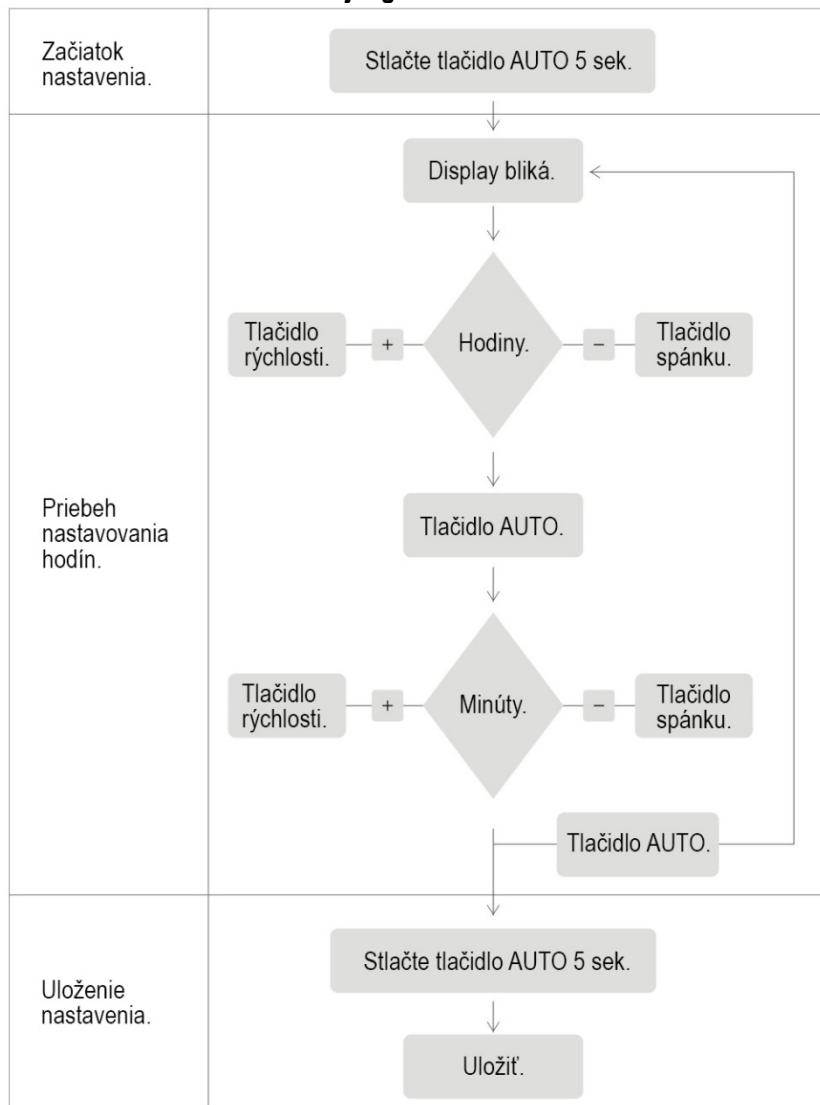 Začiatok
nastavenia.
Stlačte tlačidlo AUTO 5 sek.
Priebeh
nastavovania
hodín.
Display bliká.
Tlačidlo
rýchlosti.
+
Hodiny.
–
Tlačidlo
spánku.
Tlačidlo AUTO.
Tlačidlo
rýchlosti.
+
Minúty.
–
Tlačidlo
spánku.
Tlačidlo AUTO.
Uloženie
nastavenia.
Stlačte tlačidlo AUTO 5 sek.
Uložiť.